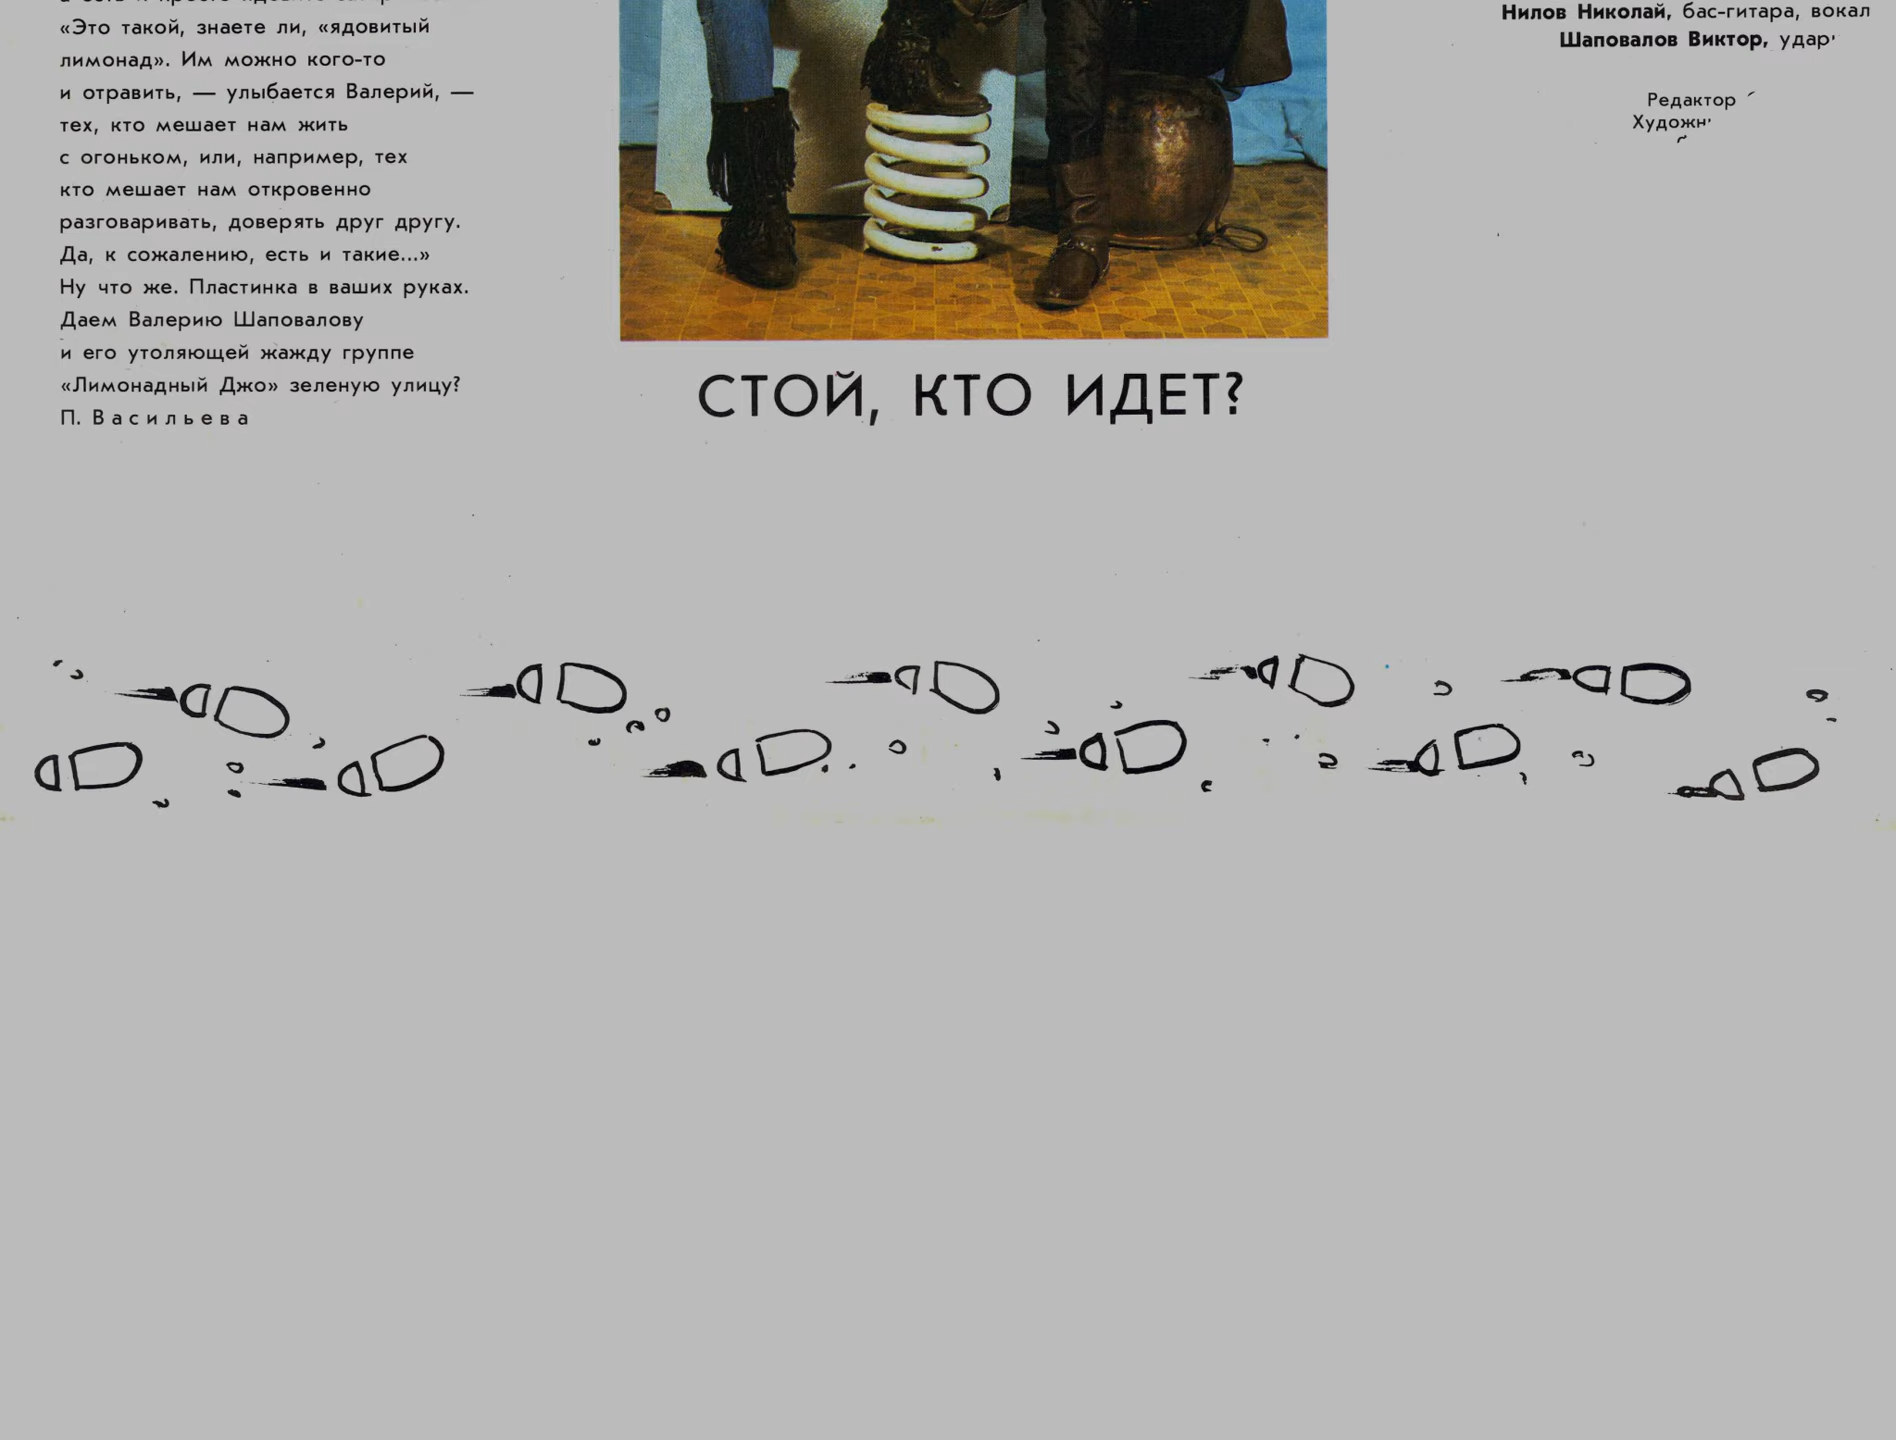 «Это такой, знаете ли, «ядовитый
лимонад». Им можно кого-то
и отравить, — улыбается Валерий, —
тех, кто мешает нам жить
с огоньком, или, например, тех
кто мешает нам откровенно
разговаривать, доверять друг другу.
Да, к сожалению, есть и такие...»
Ну что же. Пластинка в ваших руках.
Даем Валерию Шаповалову
и его утоляющей жажду группе
«Лимонадный Джо» зеленую улицу?
П. Васильева
СТОЙ, КТО ИДЕТ?
Нилов Николай, бас-гитара, вокал
Шаповалов Виктор,
Редактор